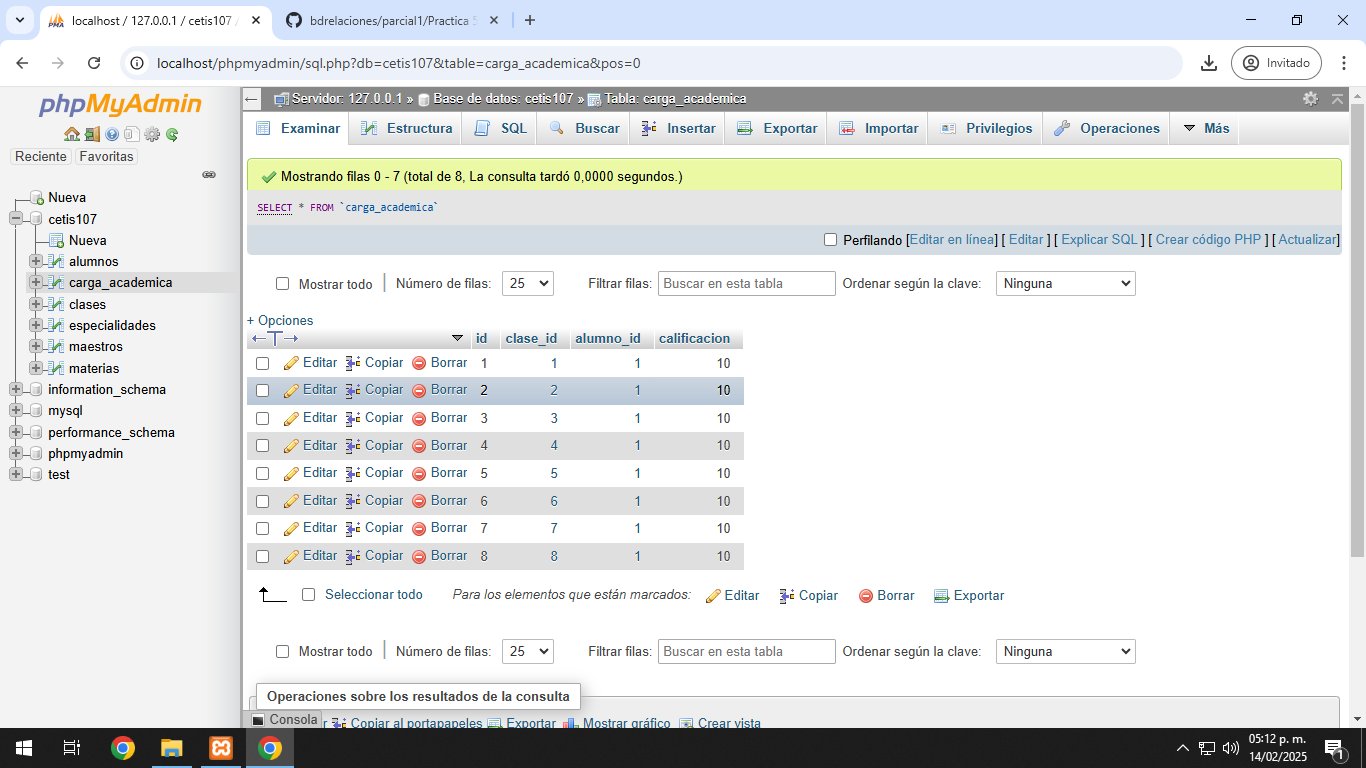 localhost / 127.0.0.1 / cetis107 /
bdrelaciones/parcial1/Practica 5
localhost/phpmyadmin/sql.php?db=cetis107&table=carga_academica&pos=0
Invitado
phpMyAdmin
Reciente Favoritas
Nueva
cetis107
Nueva
alumnos
carga_academica
clases
especialidades
maestros
materias
information_schema
mysql
performance_schema
phpmyadmin
test
Servidor: 127.0.0.1 » Base de datos: cetis107 » Tabla: carga_academica
Examinar Estructura SQL Buscar Insertar Exportar Importar Privilegios Operaciones Más
Mostrando filas 0 - 7 (total de 8, La consulta tardó 0,0000 segundos.)
SELECT * FROM `carga_academica`
Perfilando [Editar en línea] [ Editar ] [ Explicar SQL ] [ Crear código PHP ] [ Actualizar]
Mostrar todo Número de filas: 25 Filtrar filas: Buscar en esta tabla Ordenar según la clave: Ninguna
+ Opciones
id clase_id alumno_id calificacion
Editar Copiar Borrar 1 1 1 10
Editar Copiar Borrar 2 2 1 10
Editar Copiar Borrar 3 3 1 10
Editar Copiar Borrar 4 4 1 10
Editar Copiar Borrar 5 5 1 10
Editar Copiar Borrar 6 6 1 10
Editar Copiar Borrar 7 7 1 10
Editar Copiar Borrar 8 8 1 10
Seleccionar todo Para los elementos que están marcados: Editar Copiar Borrar Exportar
Mostrar todo Número de filas: 25 Filtrar filas: Buscar en esta tabla Ordenar según la clave: Ninguna
Operaciones sobre los resultados de la consulta
Consola
Copiar al portapapeles Exportar Mostrar gráfico Crear vista
05:12 p. m.
14/02/2025
1